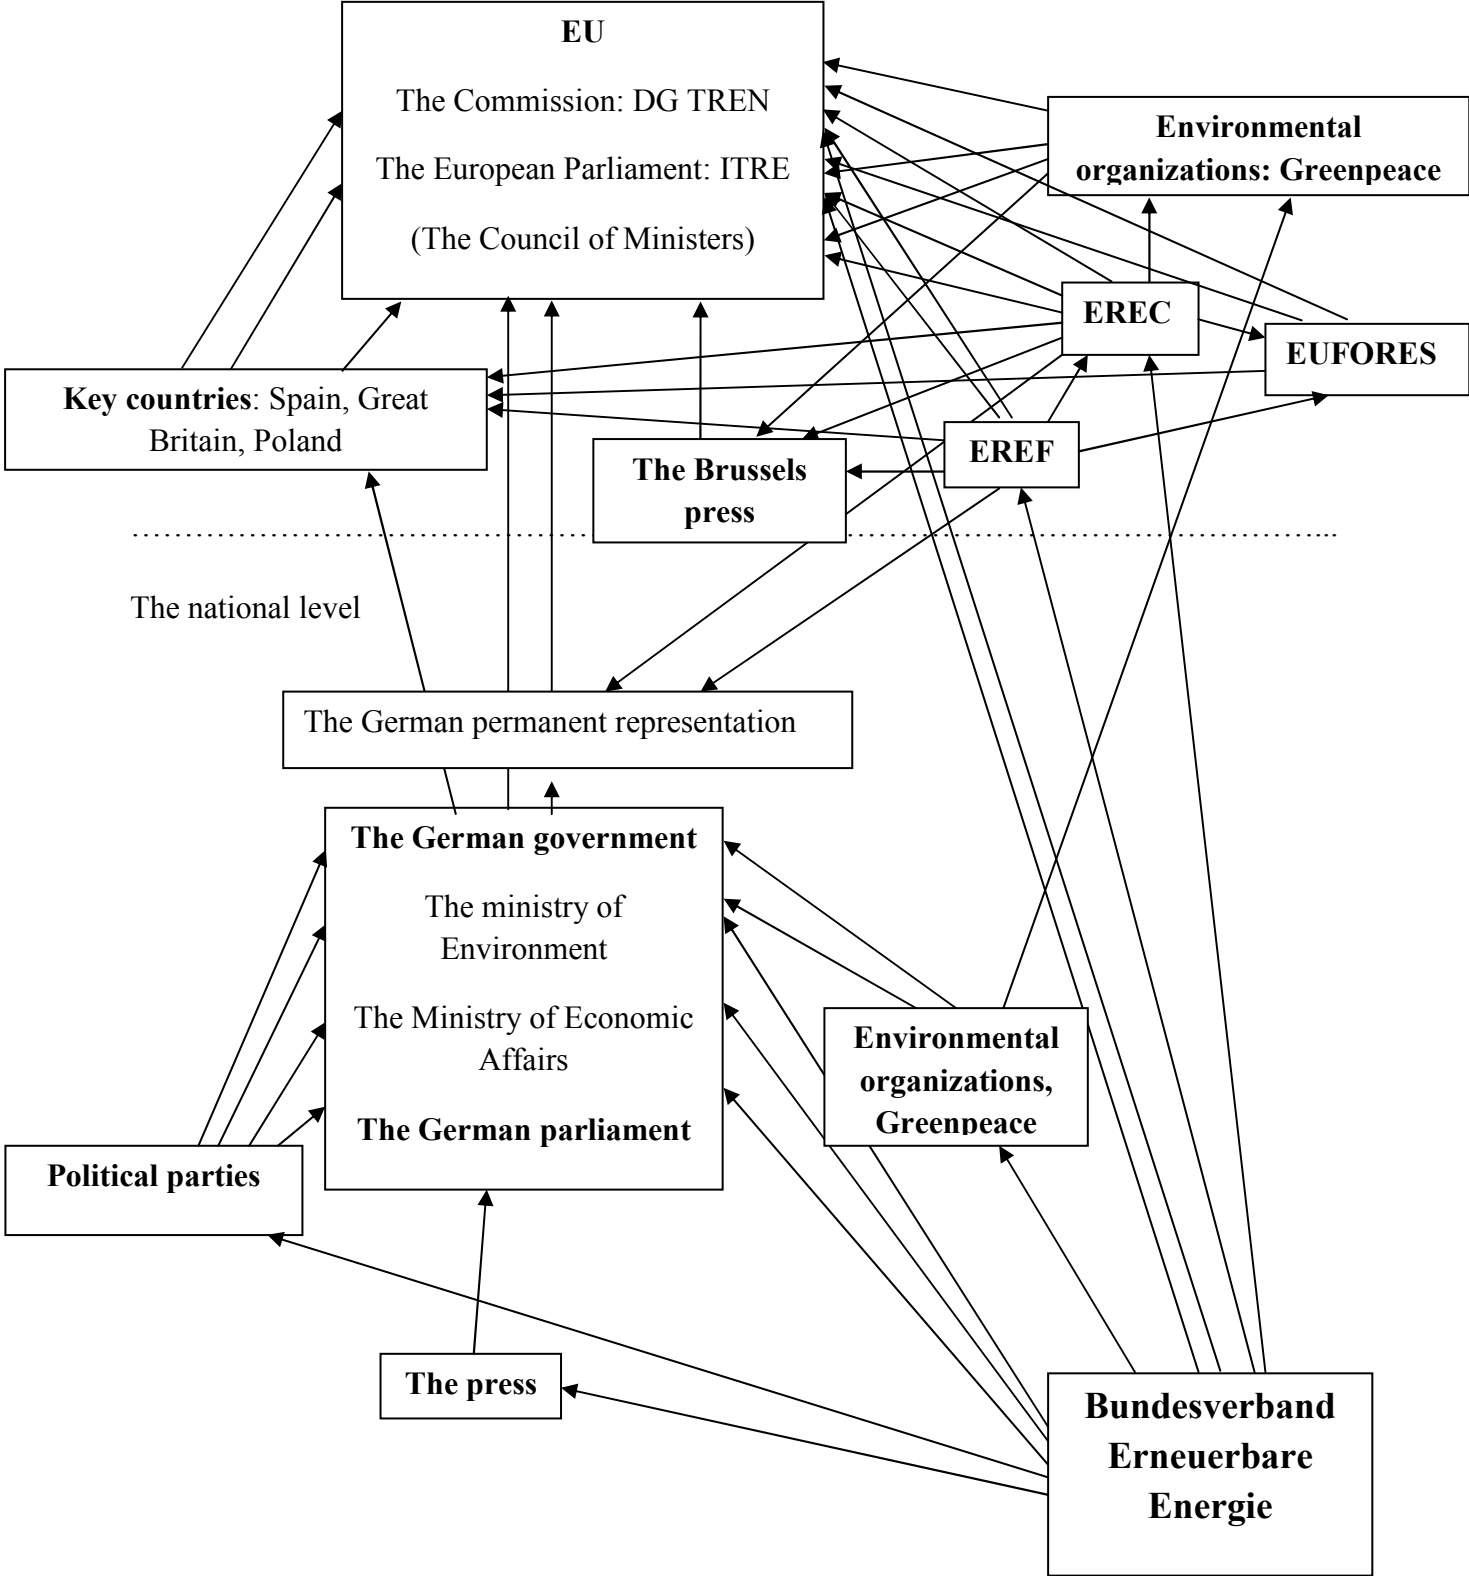 EU
The Commission: DG TREN
The European Parliament: ITRE
(The Council of Ministers)
Environmental
organizations: Greenpeace
EREC
EUFORES
Key countries: Spain, Great
Britain, Poland
EREF
The Brussels
press
The national level
The German permanent representation
The German government
The ministry of
Environment
The Ministry of Economic
Affairs
The German parliament
Environmental
organizations,
Greenpeace
Political parties
The press
Bundesverband
Erneuerbare
Energie